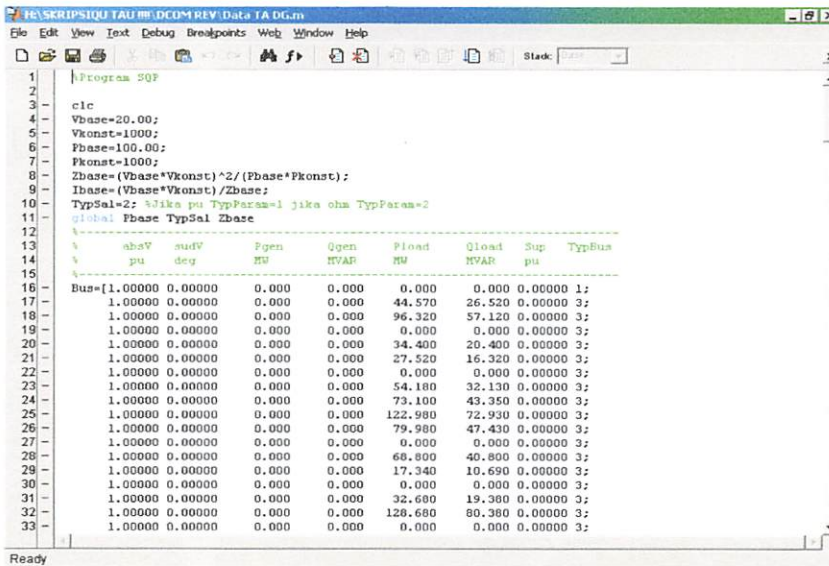 H:\SKRIPSIQU TAU !!!!\DCOM REV\Data TA DG.m
File Edit View Text Debug Breakpoints Web Window Help
Stack:
1 %Program SQP
2
3 - clc
4 - Vbase=20.00;
5 - Vkonst=1000;
6 - Pbase=100.00;
7 - Pkonst=1000;
8 - Zbase=(Vbase*Vkonst)^2/(Pbase*Pkonst);
9 - Ibase=(Vbase*Vkonst)/Zbase;
10 - TypSal=2; %Jika pu TypParam=1 jika ohm TypParam=2
11 - global Pbase TypSal Zbase
12 %---------------------------------------------------------------------
13 % absV sudV Pgen Qgen Pload Qload Sup TypBus
14 % pu deg MW MVAR MW MVAR pu
15 %---------------------------------------------------------------------
16 - Bus=[1.00000 0.00000 0.000 0.000 0.000 0.000 0.00000 1;
17 - 1.00000 0.00000 0.000 0.000 44.570 26.520 0.00000 3;
18 - 1.00000 0.00000 0.000 0.000 96.320 57.120 0.00000 3;
19 - 1.00000 0.00000 0.000 0.000 0.000 0.000 0.00000 3;
20 - 1.00000 0.00000 0.000 0.000 34.400 20.400 0.00000 3;
21 - 1.00000 0.00000 0.000 0.000 27.520 16.320 0.00000 3;
22 - 1.00000 0.00000 0.000 0.000 0.000 0.000 0.00000 3;
23 - 1.00000 0.00000 0.000 0.000 54.180 32.130 0.00000 3;
24 - 1.00000 0.00000 0.000 0.000 73.100 43.350 0.00000 3;
25 - 1.00000 0.00000 0.000 0.000 122.980 72.930 0.00000 3;
26 - 1.00000 0.00000 0.000 0.000 79.980 47.430 0.00000 3;
27 - 1.00000 0.00000 0.000 0.000 0.000 0.000 0.00000 3;
28 - 1.00000 0.00000 0.000 0.000 68.800 40.800 0.00000 3;
29 - 1.00000 0.00000 0.000 0.000 17.340 10.690 0.00000 3;
30 - 1.00000 0.00000 0.000 0.000 0.000 0.000 0.00000 3;
31 - 1.00000 0.00000 0.000 0.000 32.680 19.380 0.00000 3;
32 - 1.00000 0.00000 0.000 0.000 128.680 80.380 0.00000 3;
33 - 1.00000 0.00000 0.000 0.000 0.000 0.000 0.00000 3;
Ready